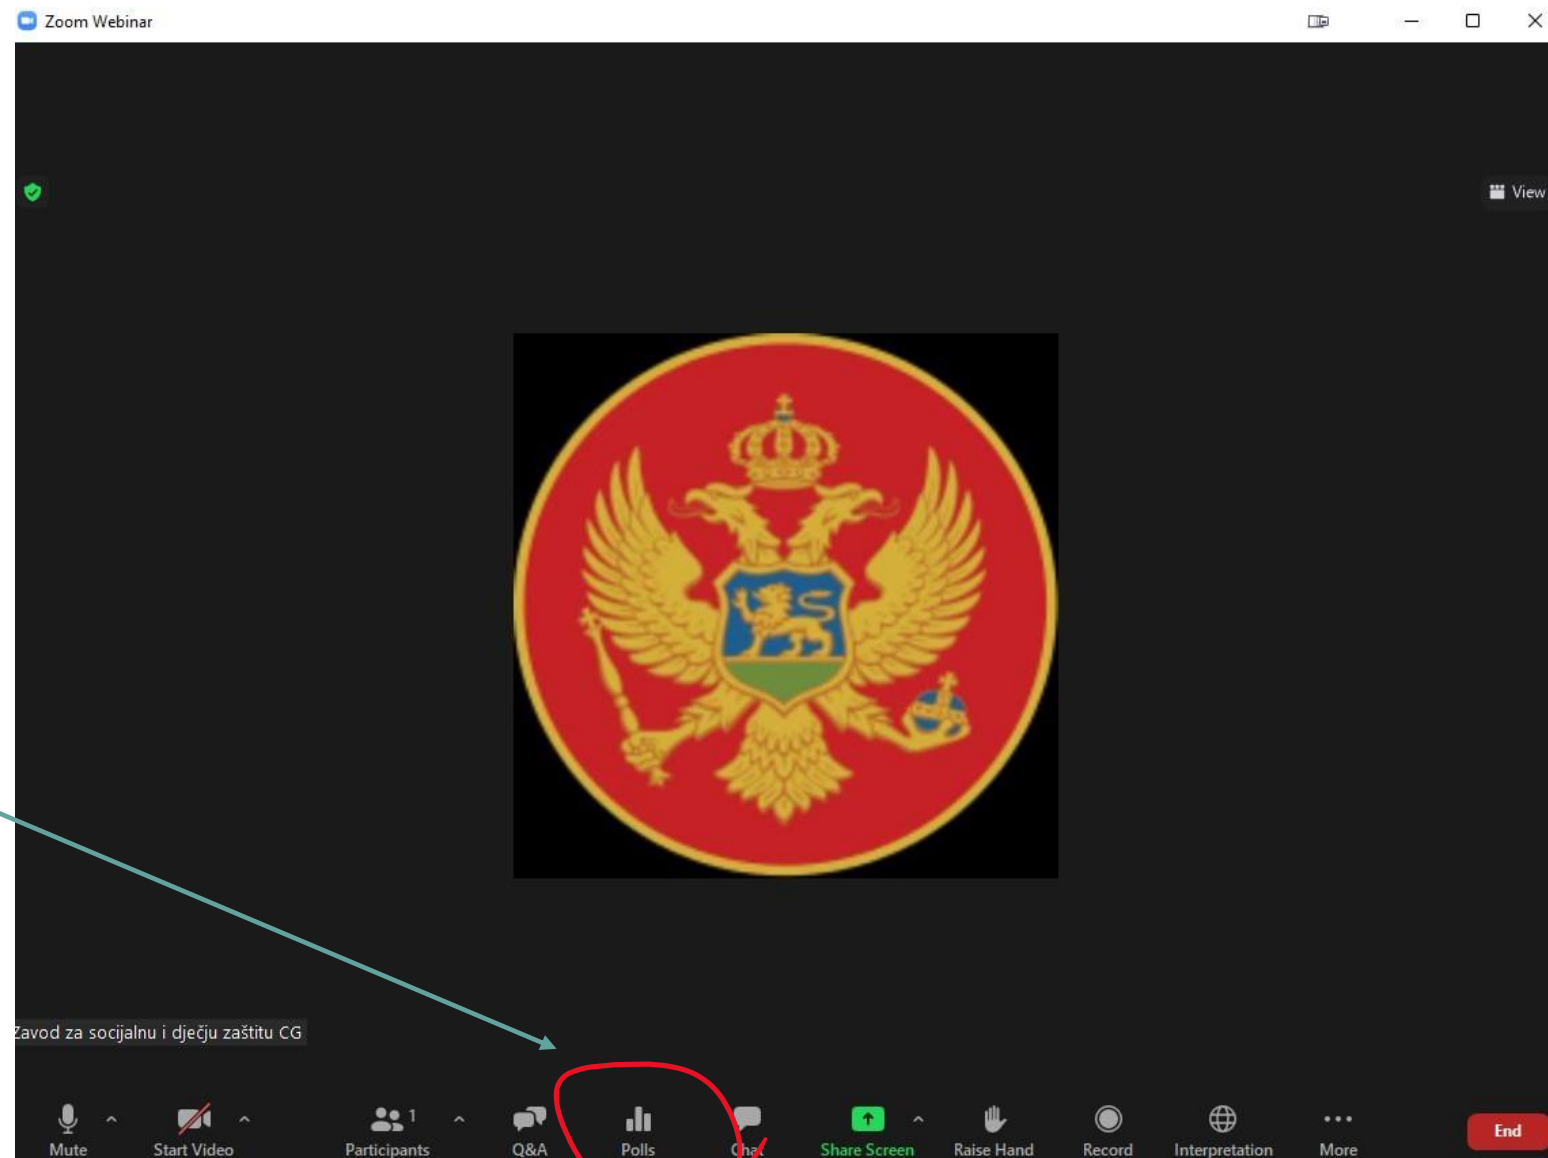 Zoom Webinar
View
Zavod za socijalnu i dječju zaštitu CG
1
Mute Start Video Participants Q&A Polls Chat Share Screen Raise Hand Record Interpretation More End